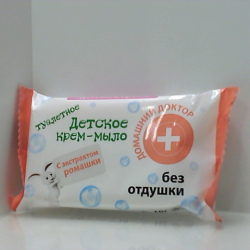 туалетное
Детское
крем-мыло
ДОМАШНИЙ ДОКТОР
С экстрактом
ромашки
без
отдушки